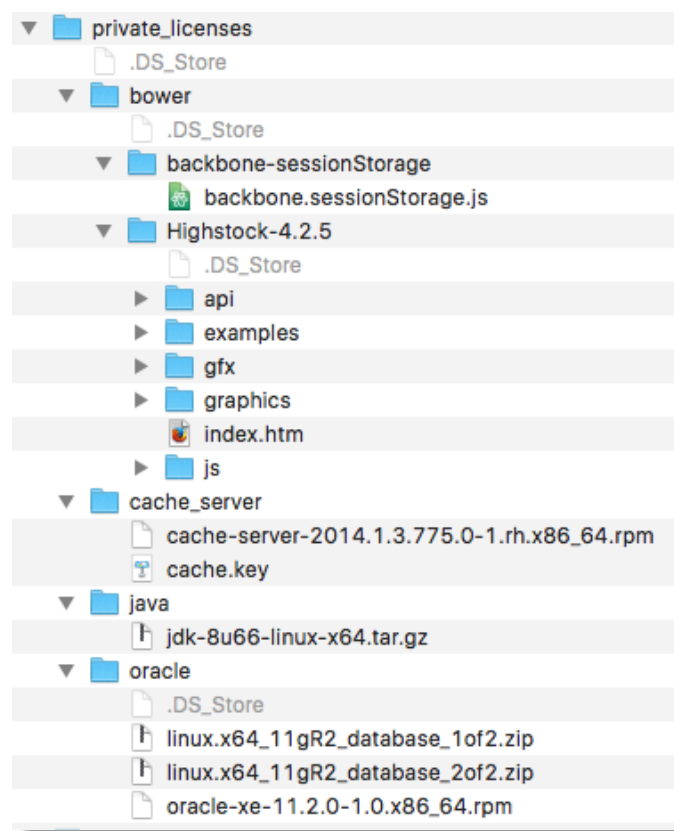 private_licenses
.DS_Store
bower
.DS_Store
backbone-sessionStorage
backbone.sessionStorage.js
Highstock-4.2.5
.DS_Store
api
examples
gfx
graphics
index.htm
js
cache_server
cache-server-2014.1.3.775.0-1.rh.x86_64.rpm
cache.key
java
jdk-8u66-linux-x64.tar.gz
oracle
.DS_Store
linux.x64_11gR2_database_1of2.zip
linux.x64_11gR2_database_2of2.zip
oracle-xe-11.2.0-1.0.x86_64.rpm